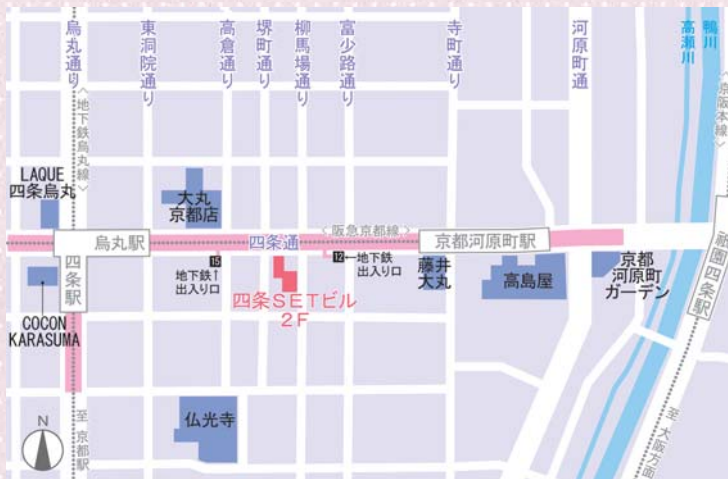 烏丸通り
東洞院通り
高倉通り
堺町通り
柳馬場通り
富少路通り
寺町通り
河原町通
高瀬川
鴨川
〈地下鉄烏丸線〉
〈京阪本線〉
LAQUE
四条烏丸
大丸
京都店
烏丸駅
四条通
〈阪急京都線〉
京都河原町駅
祇園四条駅
四条駅
15
地下鉄↑
出入り口
12←地下鉄
出入り口
藤井
大丸
高島屋
京都
河原町
ガーデン
四条SETビル
2F
COCON
KARASUMA
仏光寺
N
至 京都駅
至 大阪方面